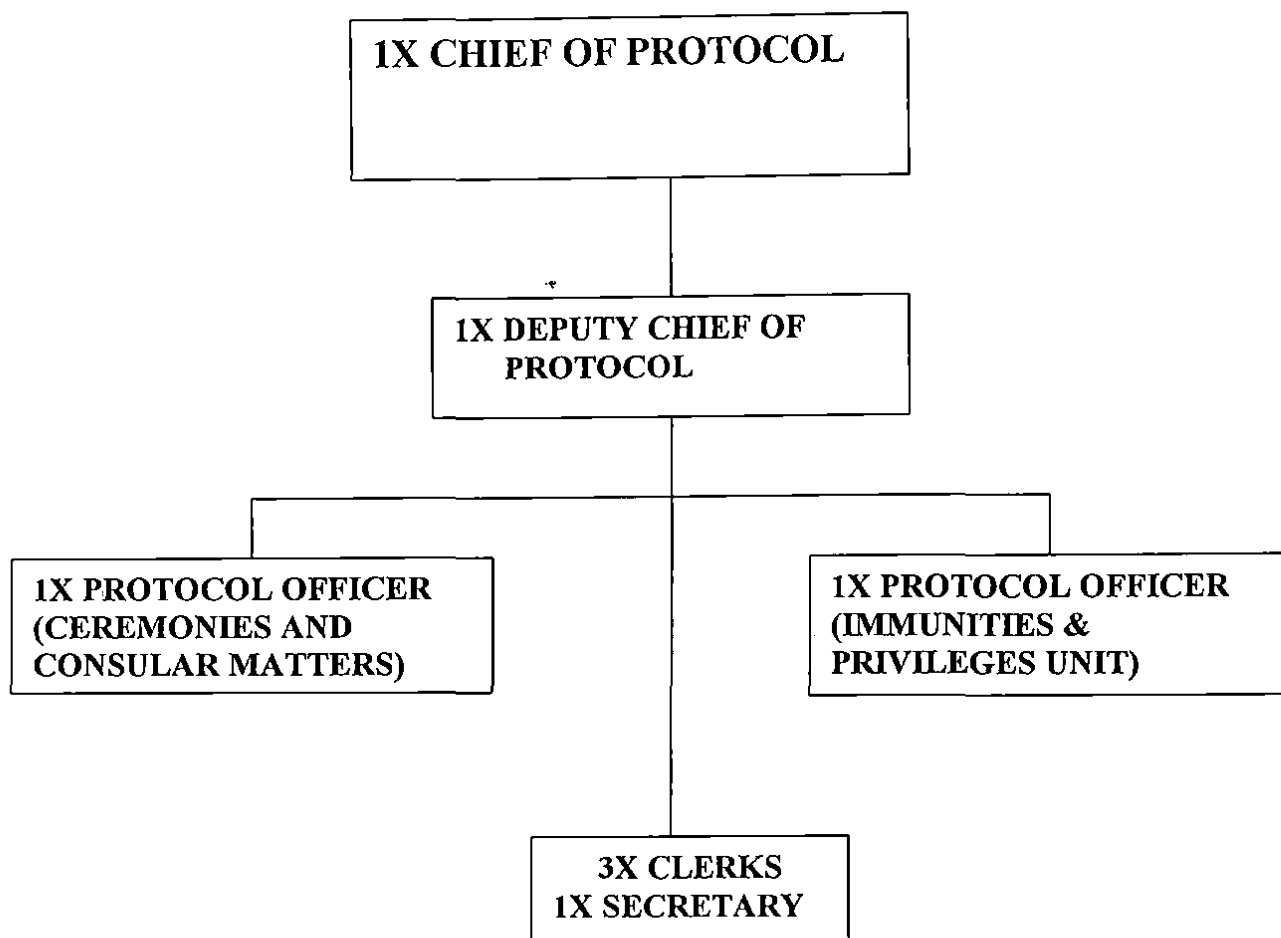 1X CHIEF OF PROTOCOL
1X DEPUTY CHIEF OF
PROTOCOL
1X PROTOCOL OFFICER
(CEREMONIES AND
CONSULAR MATTERS)
1X PROTOCOL OFFICER
(IMMUNITIES &
PRIVILEGES UNIT)
3X CLERKS
1X SECRETARY